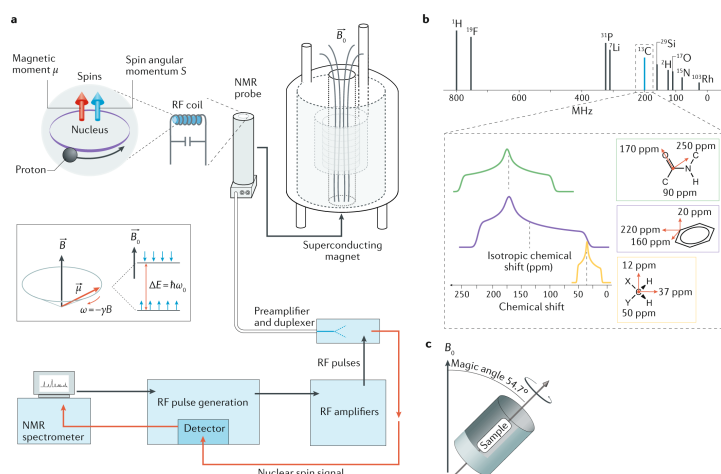 a
Magnetic
moment μ
Spin angular
momentum S
Spins
Nucleus
Proton
RF coil
NMR
probe
B₀
Superconducting
magnet
B
μ
ω=−γB
B₀
ΔE = ħω₀
Preamplifier
and duplexer
RF pulses
RF pulse generation
Detector
RF amplifiers
NMR
spectrometer
Nuclear spin signal
b
¹H
¹⁹F
³¹P
⁷Li
¹³C
²⁹Si
²H
¹⁷O
¹⁵N
¹⁰³Rh
800
600
400
200
0
MHz
Isotropic chemical
shift (ppm)
250
200
150
100
50
0
Chemical shift
170 ppm
250 ppm
O
C
C
N
C
H
90 ppm
20 ppm
220 ppm
160 ppm
12 ppm
X
H
C
37 ppm
Y
H
50 ppm
c
B₀
Magic angle 54.7°
Sample